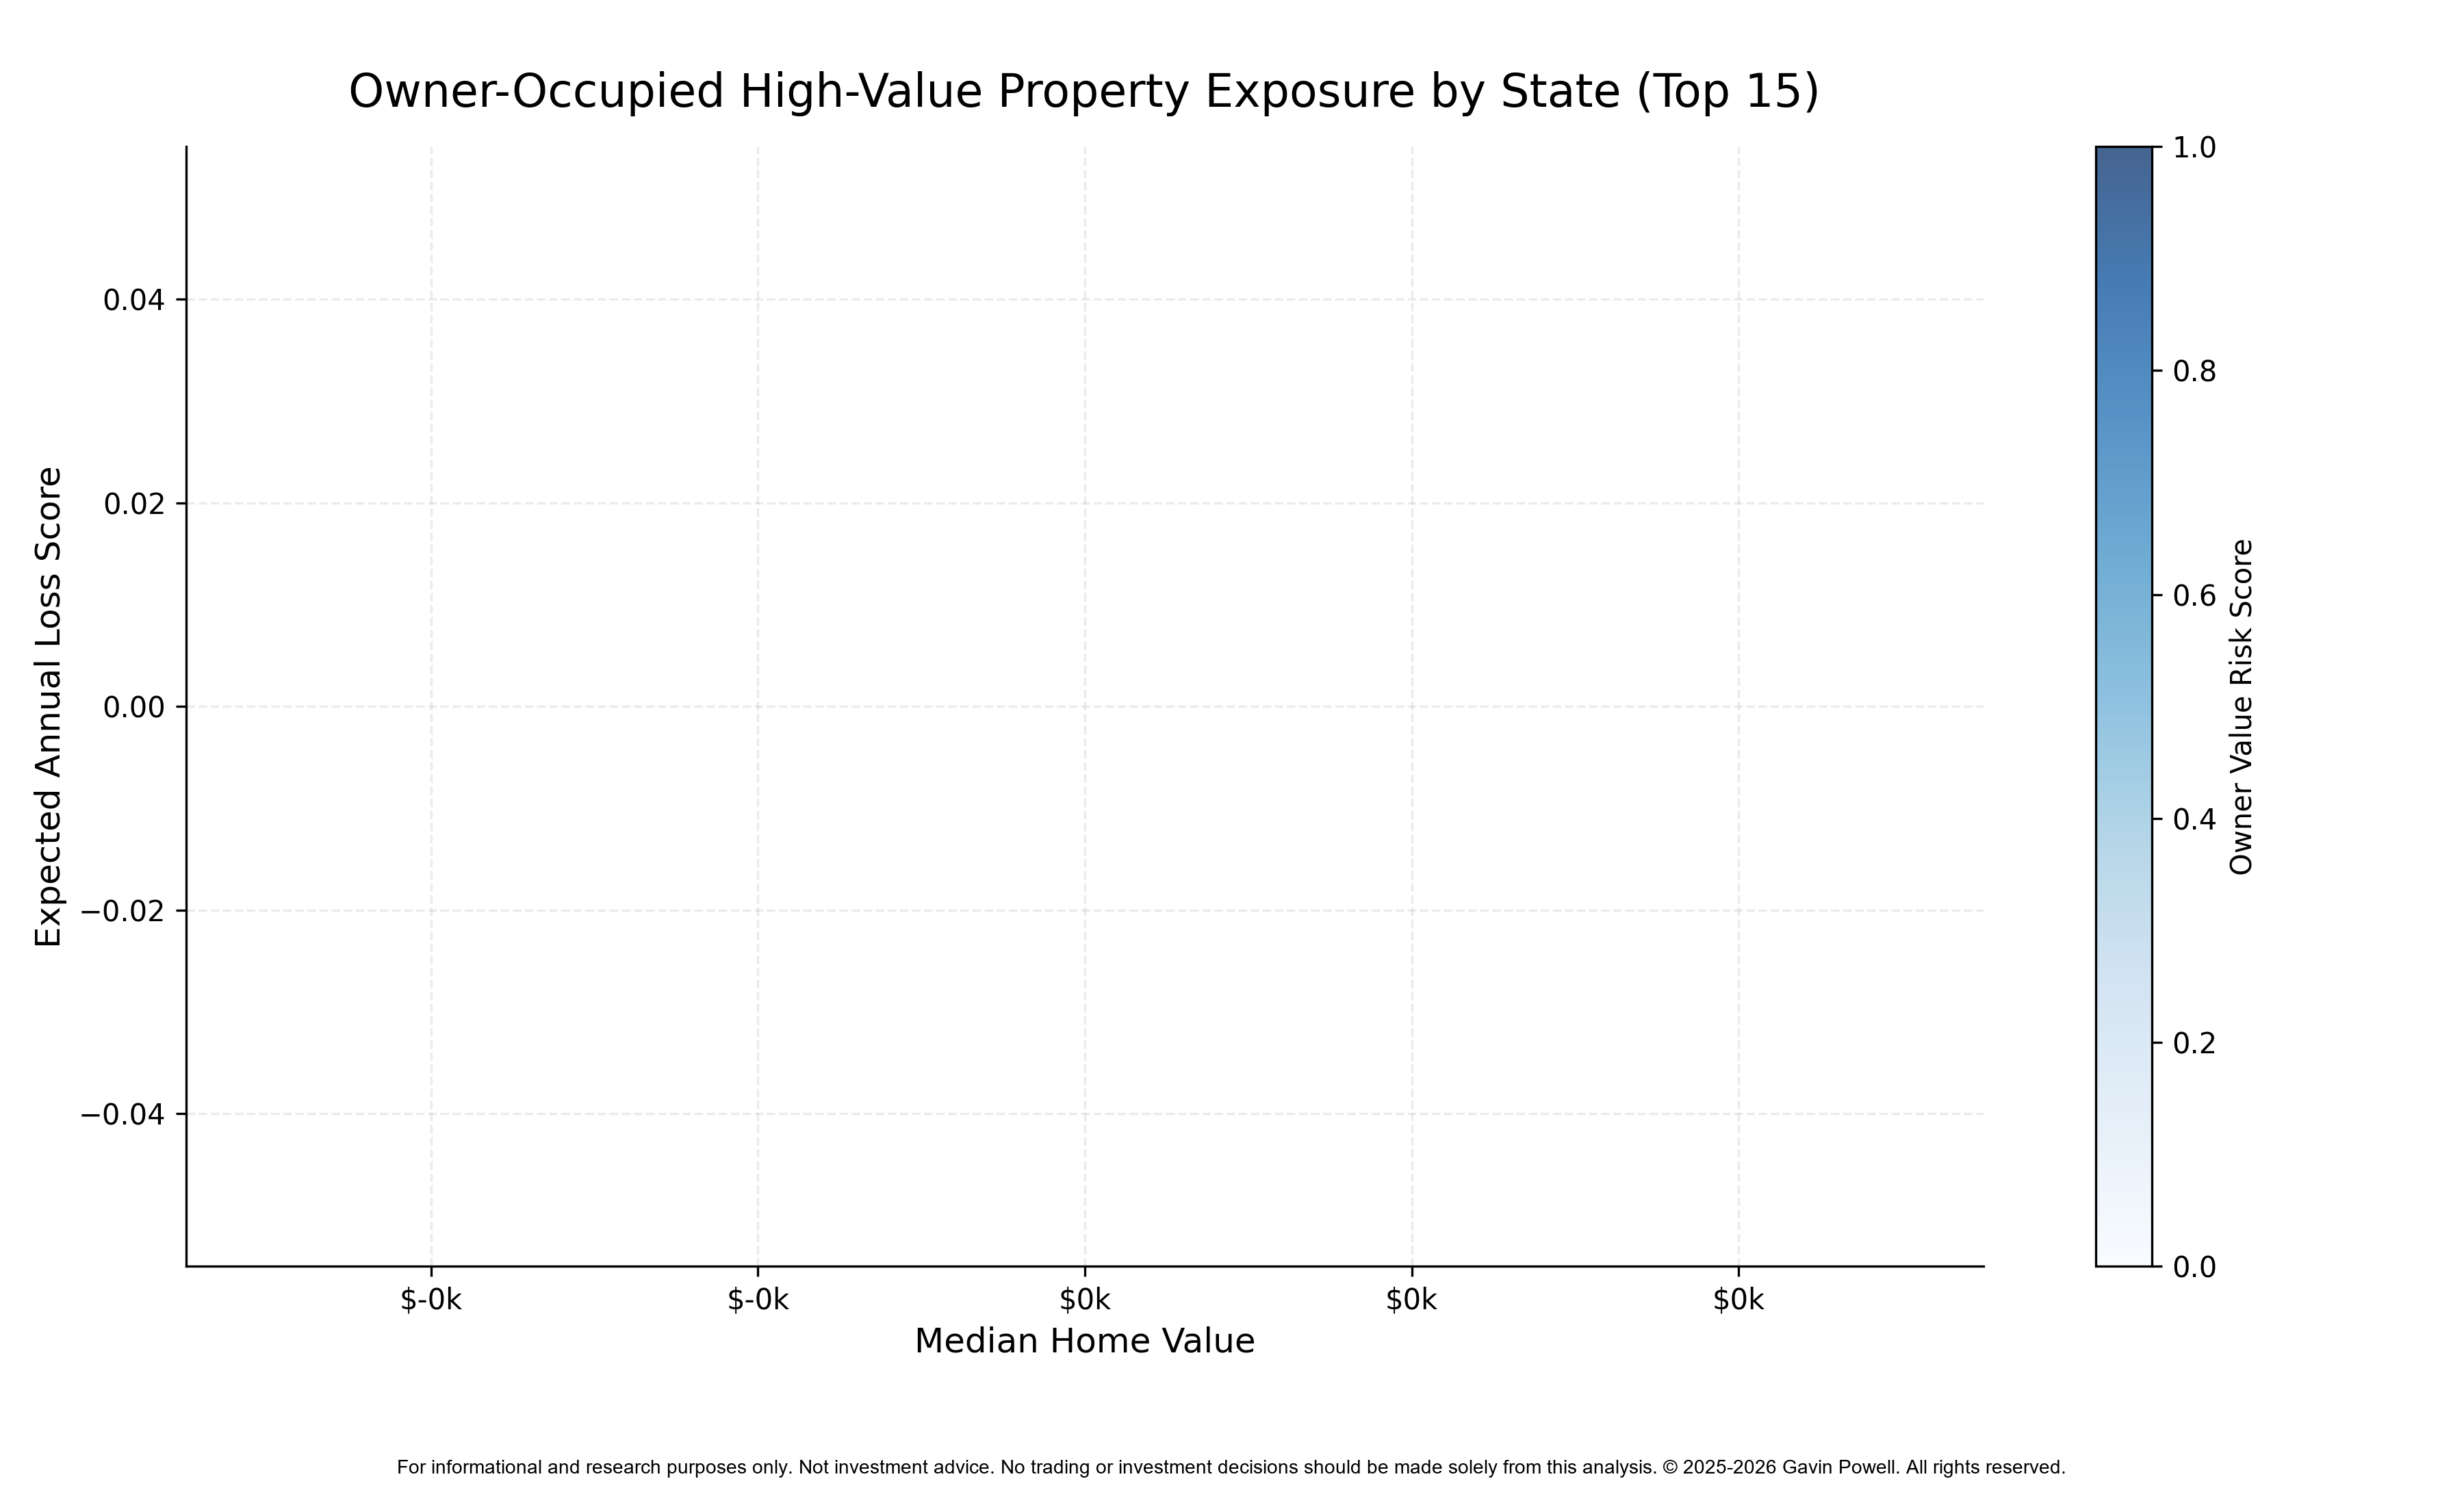 Owner-Occupied High-Value Property Exposure by State (Top 15)
Expected Annual Loss Score
0.04
0.02
0.00
−0.02
−0.04
$-0k
$-0k
$0k
$0k
$0k
Median Home Value
1.0
0.8
0.6
0.4
0.2
0.0
Owner Value Risk Score
For informational and research purposes only. Not investment advice. No trading or investment decisions should be made solely from this analysis. © 2025-2026 Gavin Powell. All rights reserved.